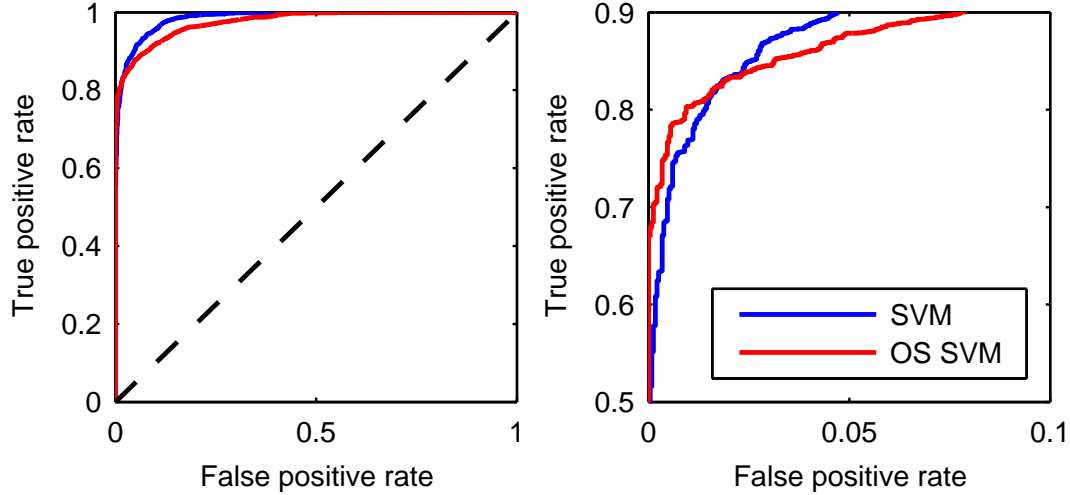 True positive rate
1
0.8
0.6
0.4
0.2
0
0
0.5
1
False positive rate
True positive rate
0.9
0.8
0.7
0.6
0.5
0
0.05
0.1
False positive rate
SVM
OS SVM